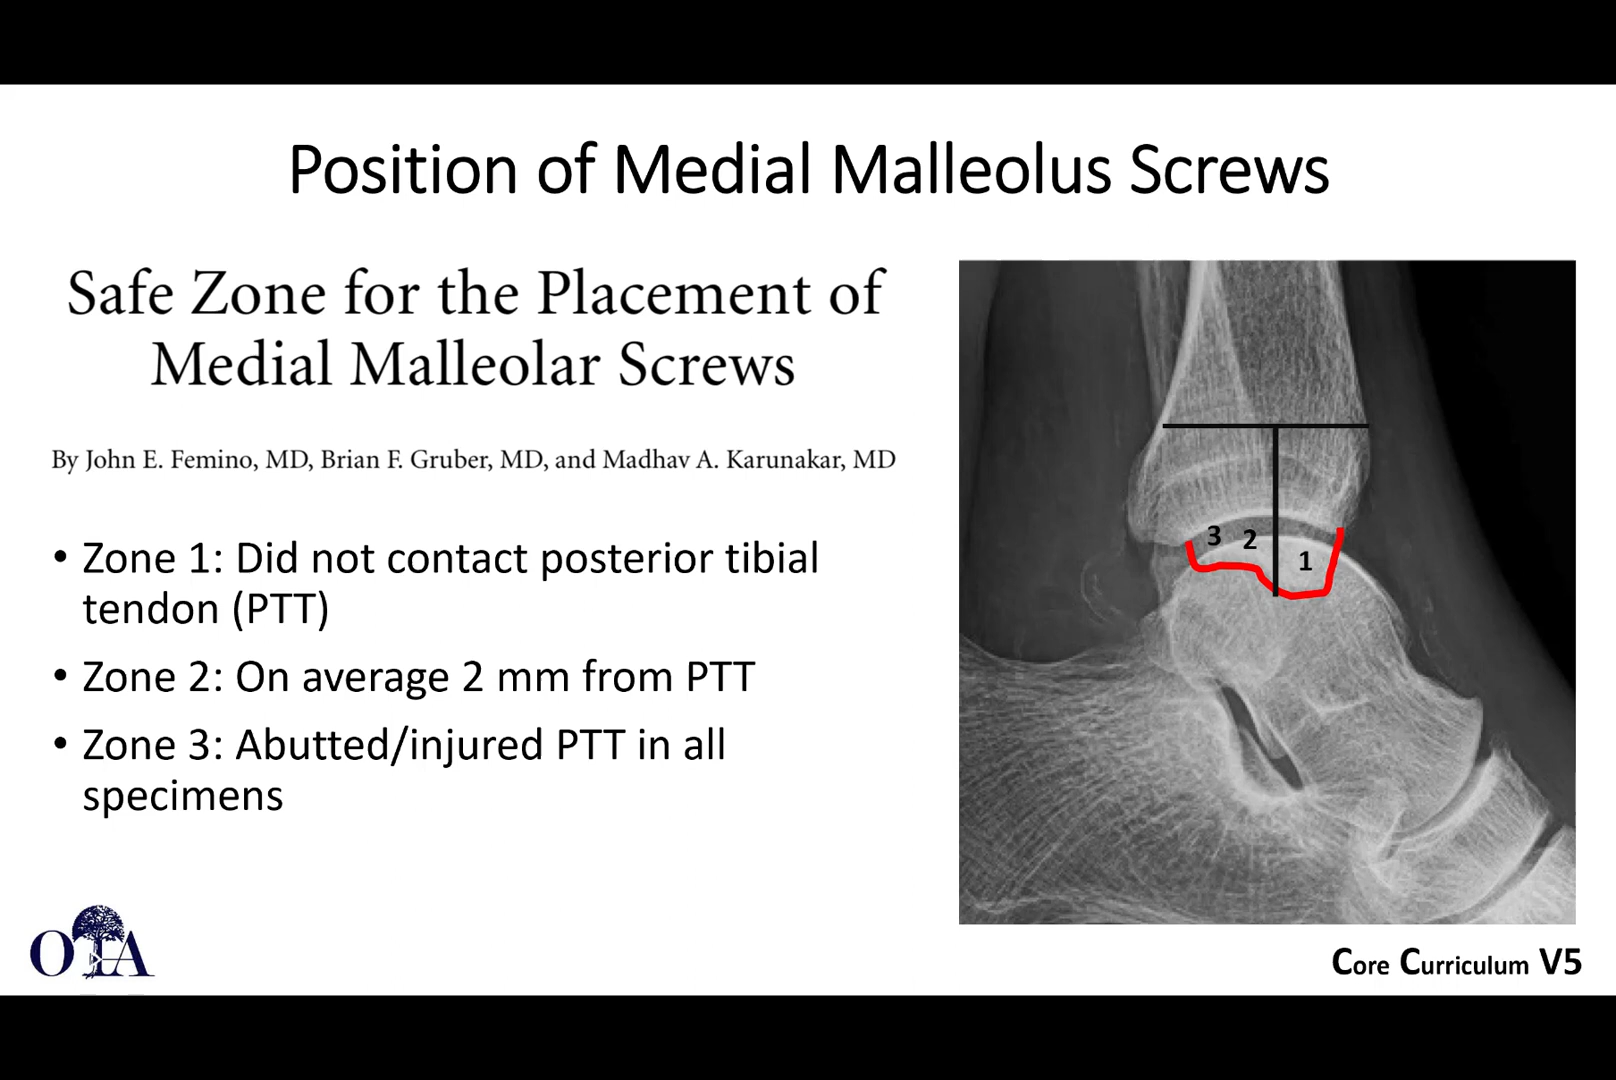 Position of Medial Malleolus Screws
Safe Zone for the Placement of
Medial Malleolar Screws
By John E. Femino, MD, Brian F. Gruber, MD, and Madhav A. Karunakar, MD
• Zone 1: Did not contact posterior tibial
tendon (PTT)
• Zone 2: On average 2 mm from PTT
• Zone 3: Abutted/injured PTT in all
specimens
3 2 1
OTA
Core Curriculum V5